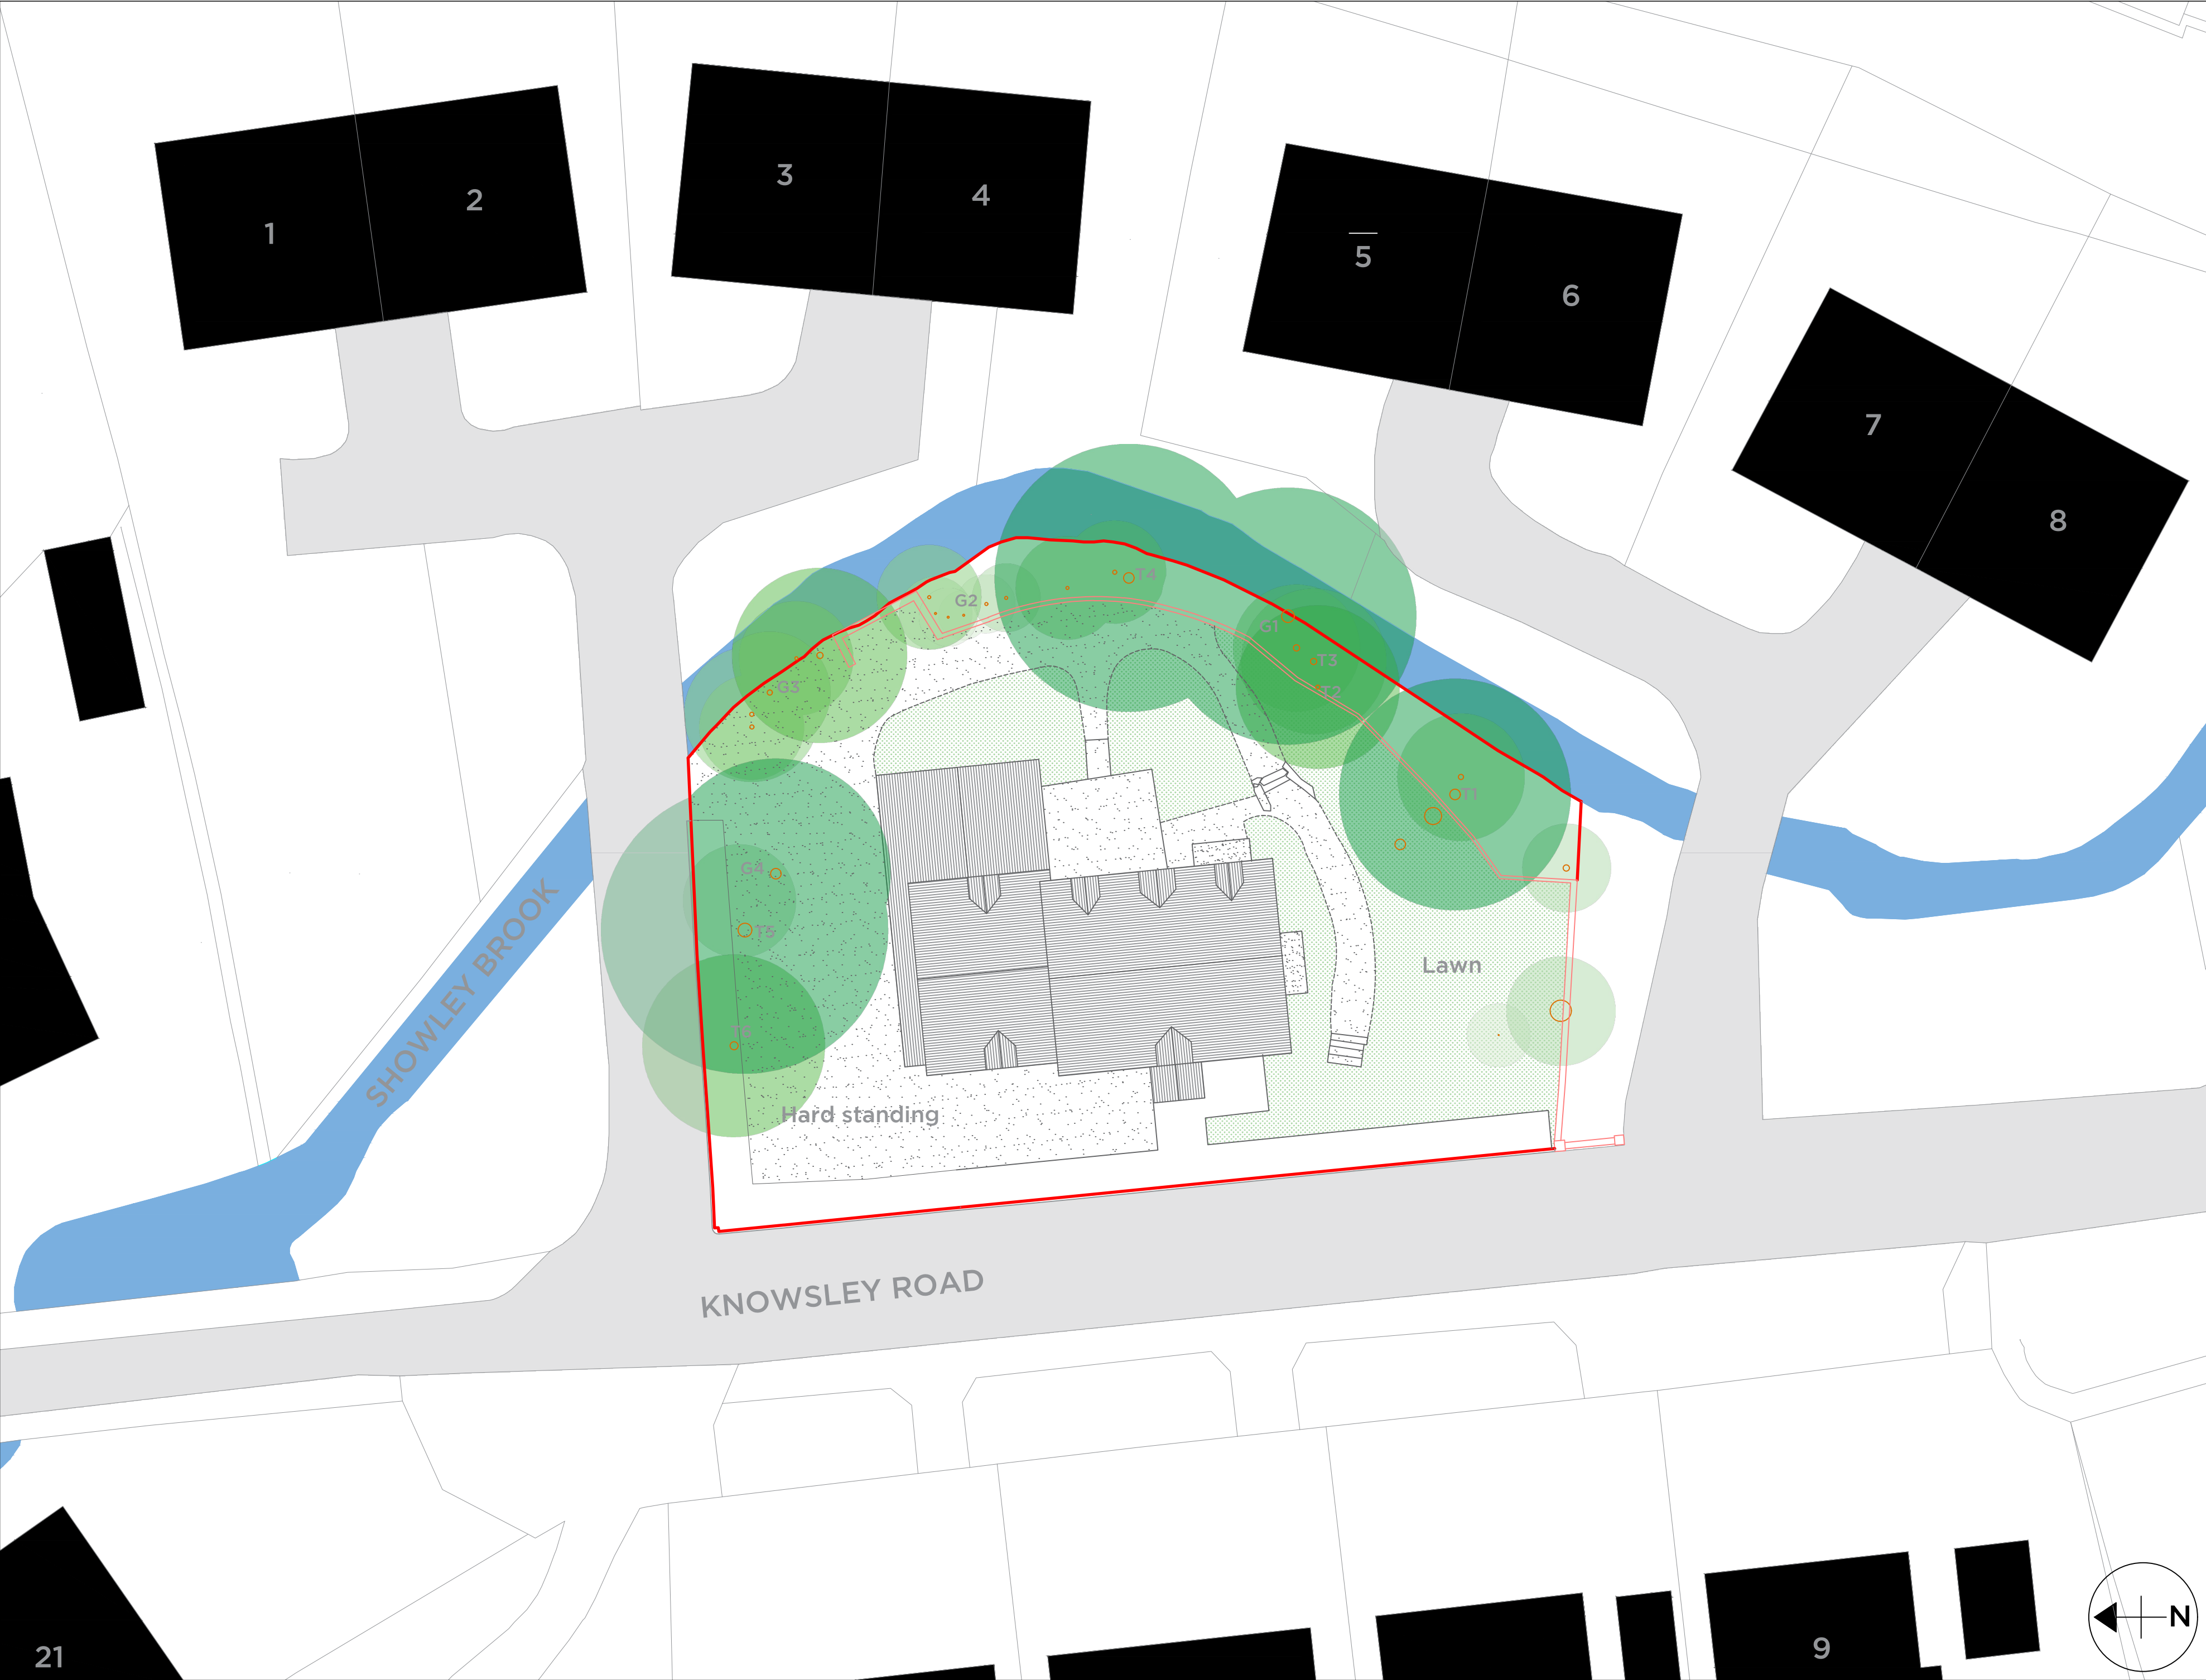 1
2
3
4
5
6
7
8
T4
G2
G1
T3
T2
G3
T1
G4
T5
T6
Lawn
SHOWLEY BROOK
Hard standing
KNOWSLEY ROAD
N
9
21